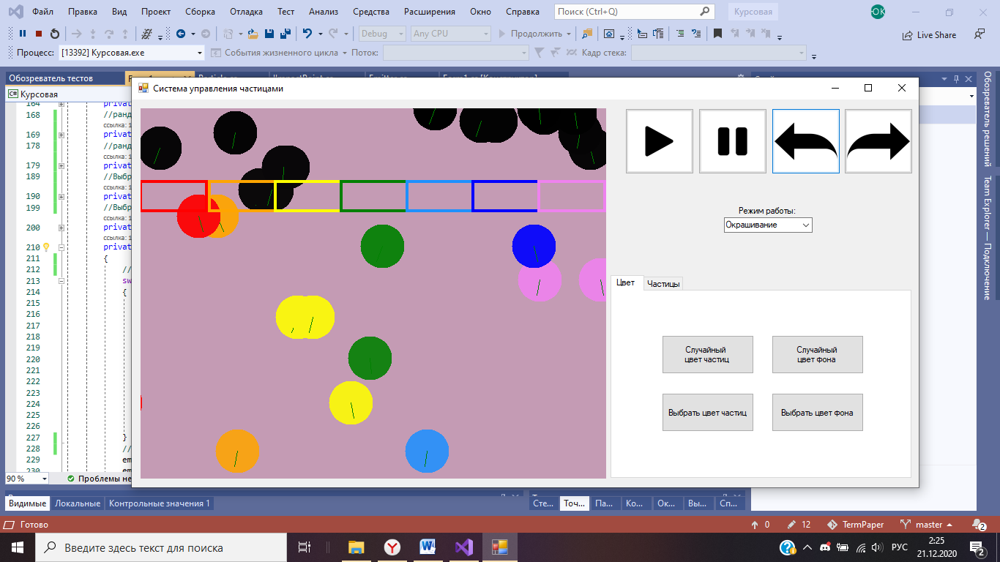 Файл Правка Вид Проект Сборка Отладка Тест Анализ Средства Расширения Окно Справка Поиск (Ctrl+Q) Курсовая ОК
Debug Any CPU Продолжить Live Share
Процесс: [13392] Курсовая.exe События жизненного цикла Поток: Кадр стека:
Обозреватель тестов
C# Курсовая
Система управления частицами
164 privat
168 //ранд
ссылка: 1
169 privat
178 //ранд
ссылка: 1
179 privat
189 //Выбр
ссылка: 1
190 privat
199 //Выбр
ссылка: 1
200 privat
ссылка: 1
210 privat
211 {
212 //
213 sw
214 {
215
216
217
218
219
220
221
222
223
224
225
226
227 }
228 //
229 em
230 em
Режим работы:
Окрашивание
Цвет Частицы
Случайный
цвет частиц
Случайный
цвет фона
Выбрать цвет частиц Выбрать цвет фона
Обозреватель решений
Team Explorer — Подключение
90 % Проблемы не
Видимые Локальные Контрольные значения 1 Сте... Точ... Па... Ко... Ок... Вы... Сп...
Готово 0 12 TermPaper master 2
Введите здесь текст для поиска РУС 2:25
21.12.2020 2